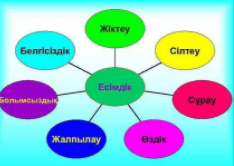 Жіктеу
Белгісіздік
Сілтеу
Есімдік
Болымсыздық
Сұрау
Жалпылау
Өздік